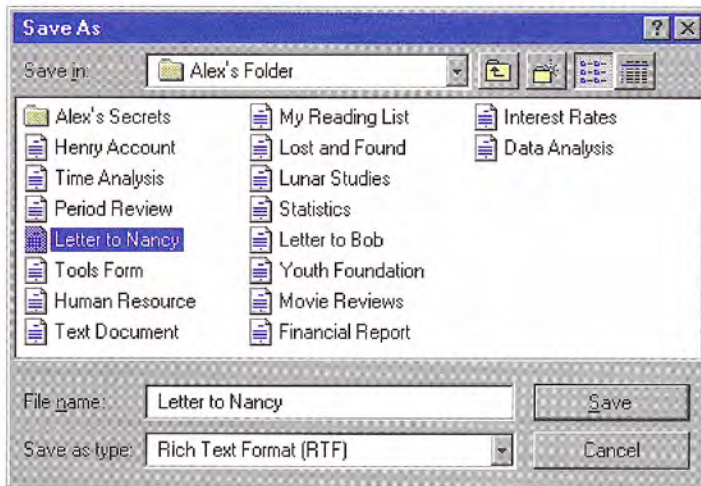 Save As
Save in: Alex's Folder
Alex's Secrets
Henry Account
Time Analysis
Period Review
Letter to Nancy
Tools Form
Human Resource
Text Document
My Reading List
Lost and Found
Lunar Studies
Statistics
Letter to Bob
Youth Foundation
Movie Reviews
Financial Report
Interest Rates
Data Analysis
File name: Letter to Nancy
Save
Save as type: Rich Text Format (RTF)
Cancel